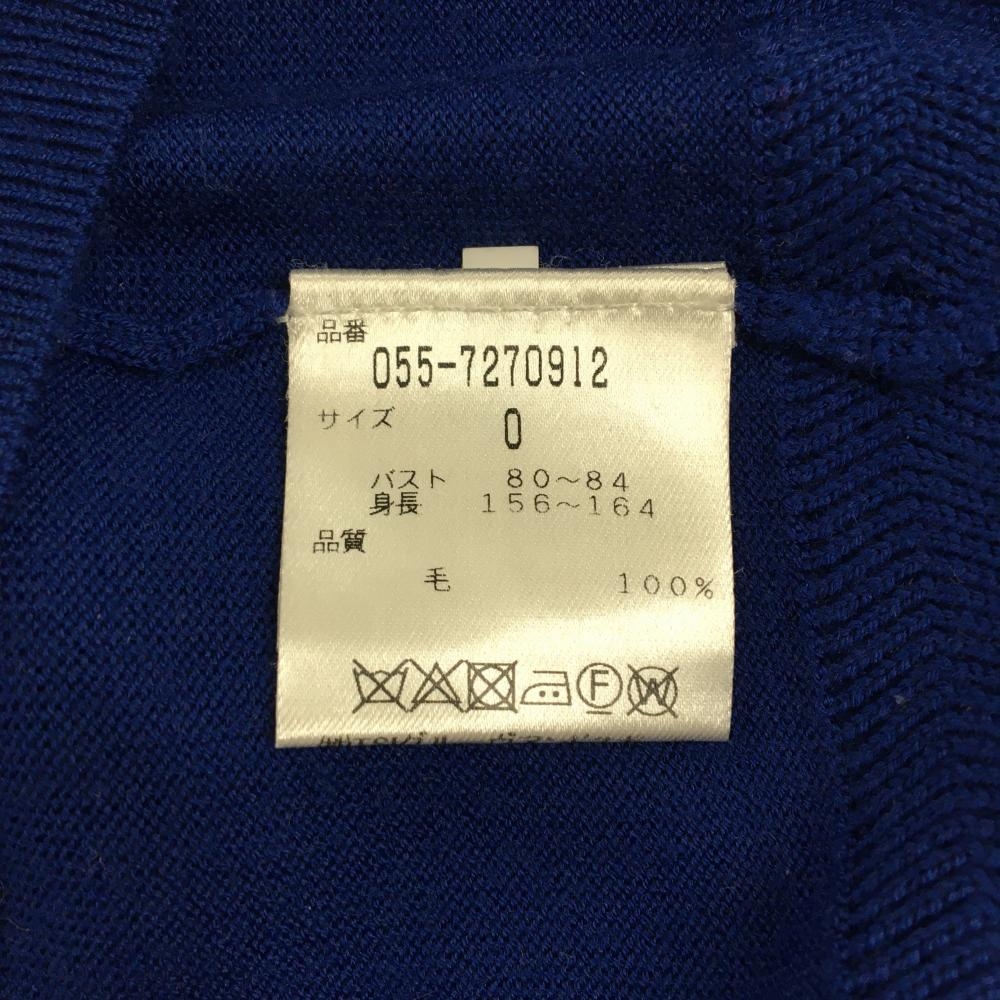 品番
055-7270912
サイズ 0
バスト 80～84
身長 156～164
品質
毛 100%
F W